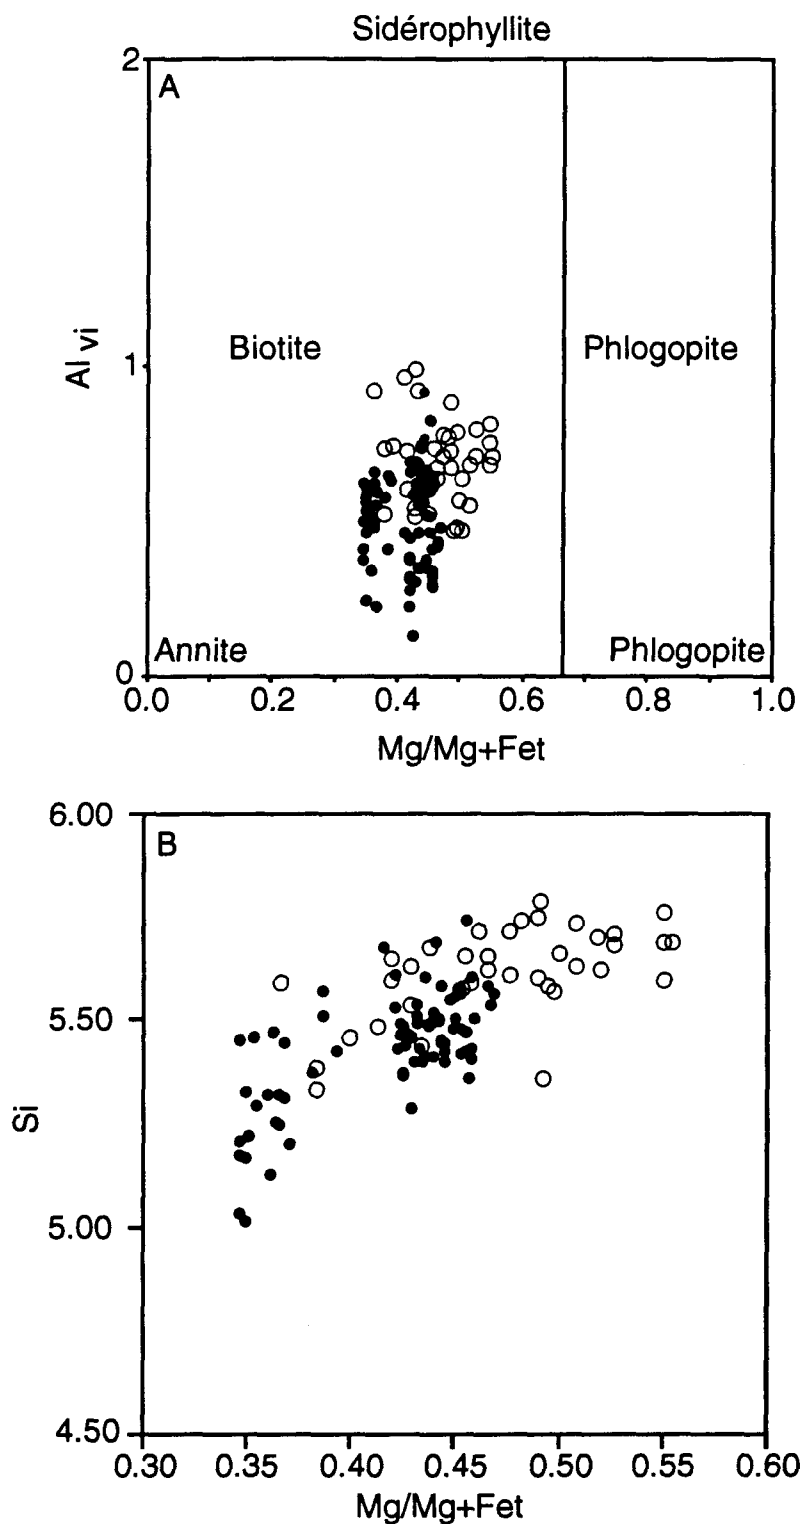 Sidérophyllite
2
A
Al vi
1
Biotite
Phlogopite
Annite
Phlogopite
0
0.0 0.2 0.4 0.6 0.8 1.0
Mg/Mg+Fet
6.00
B
5.50
Si
5.00
4.50
0.30 0.35 0.40 0.45 0.50 0.55 0.60
Mg/Mg+Fet